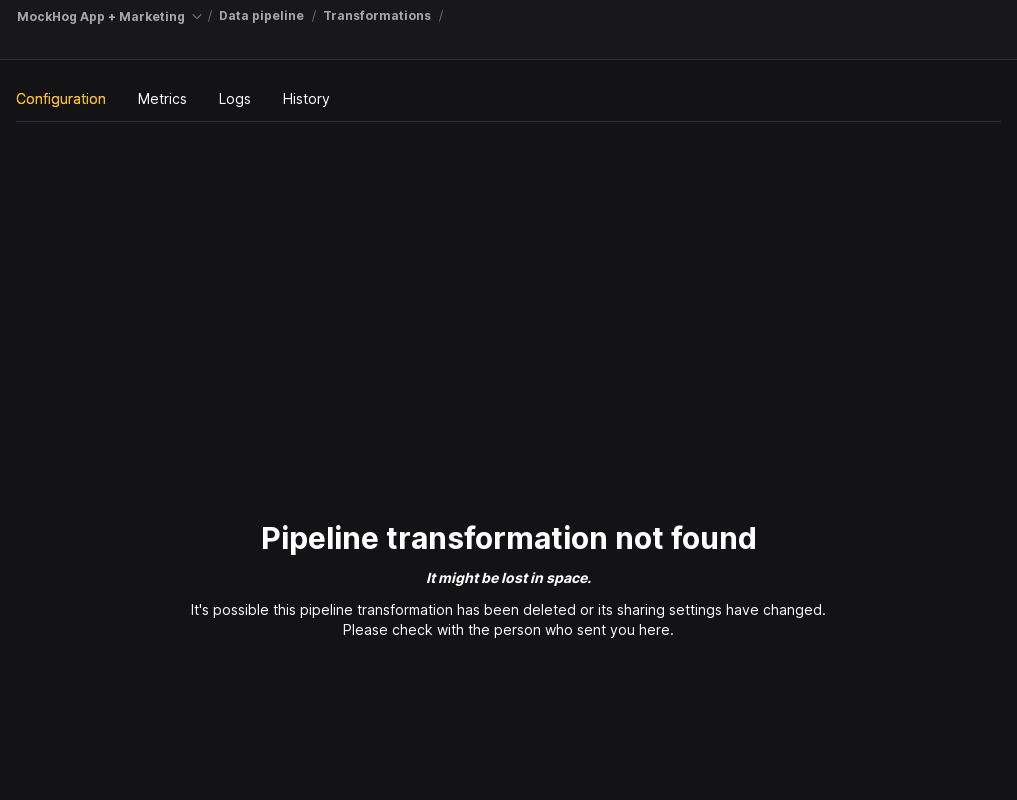 MockHog App + Marketing / Data pipeline / Transformations /
Configuration Metrics Logs History
Pipeline transformation not found
It might be lost in space.
It's possible this pipeline transformation has been deleted or its sharing settings have changed.
Please check with the person who sent you here.